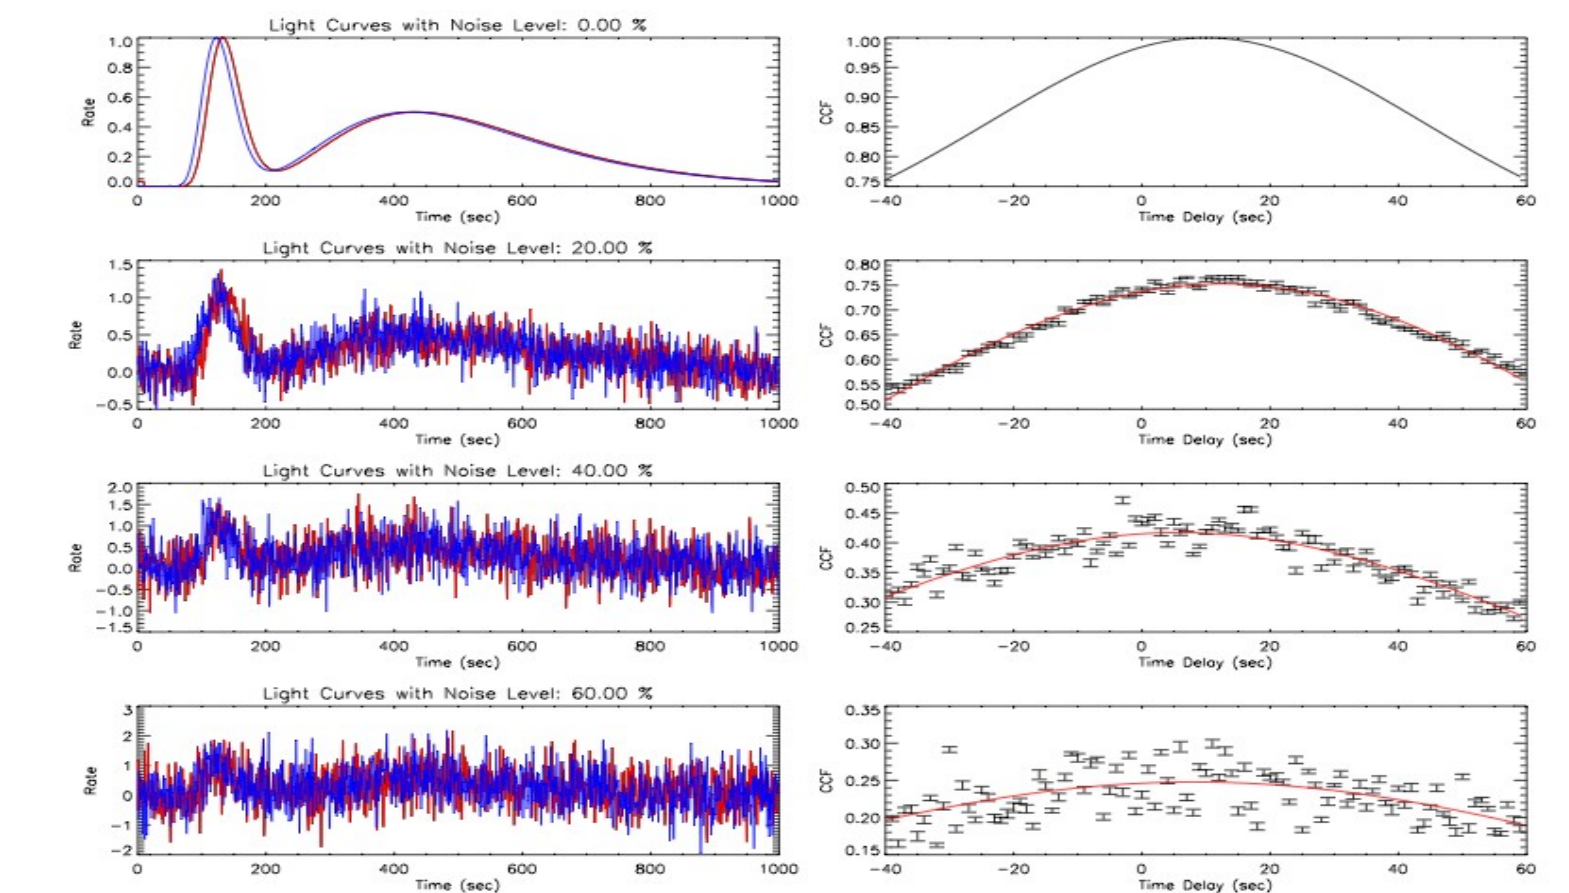 Light Curves with Noise Level: 0.00 %
1.0
0.8
0.6
0.4
0.2
0.0
Rate
0 200 400 600 800 1000
Time (sec)
1.00
0.95
0.90
0.85
0.80
0.75
CCF
-40 -20 0 20 40 60
Time Delay (sec)
Light Curves with Noise Level: 20.00 %
1.5
1.0
0.5
0.0
-0.5
Rate
0 200 400 600 800 1000
Time (sec)
0.80
0.75
0.70
0.65
0.60
0.55
0.50
CCF
-40 -20 0 20 40 60
Time Delay (sec)
Light Curves with Noise Level: 40.00 %
2.0
1.5
1.0
0.5
0.0
-0.5
-1.0
-1.5
Rate
0 200 400 600 800 1000
Time (sec)
0.50
0.45
0.40
0.35
0.30
0.25
CCF
-40 -20 0 20 40 60
Time Delay (sec)
Light Curves with Noise Level: 60.00 %
3
2
1
0
-1
-2
Rate
0 200 400 600 800 1000
Time (sec)
0.35
0.30
0.25
0.20
0.15
CCF
-40 -20 0 20 40 60
Time Delay (sec)